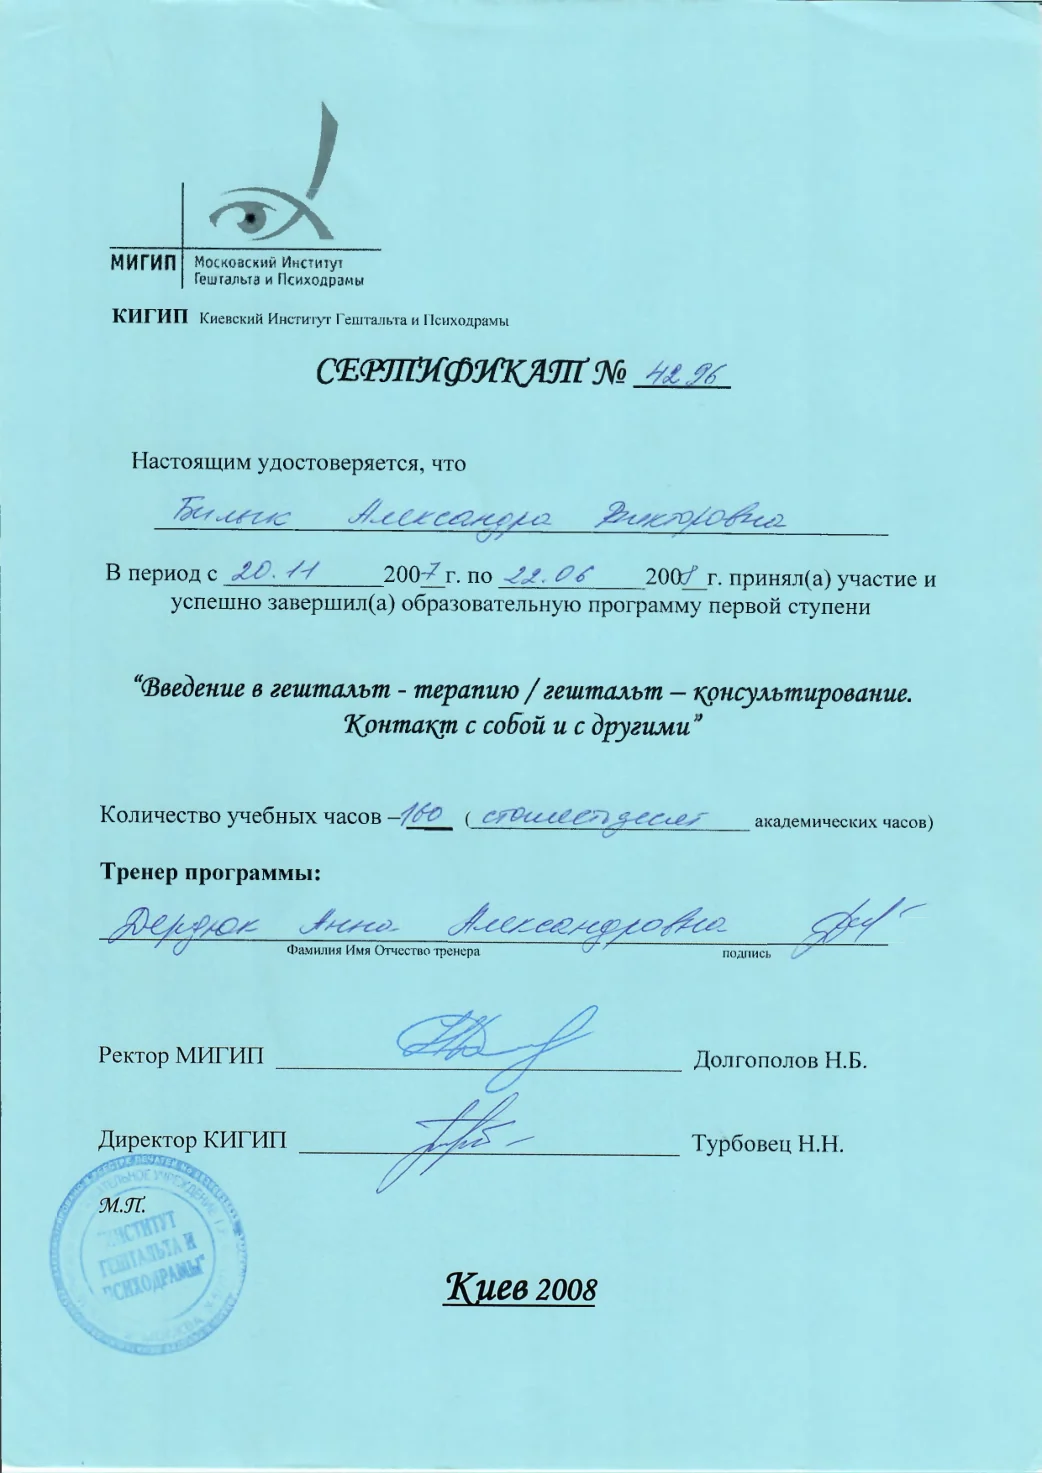 МИГИП
Московский Институт
Гештальта и Психодрамы
КИГИП Киевский Институт Гештальта и Психодрамы
СЕРТИФИКАТ № 4296
Настоящим удостоверяется, что
Билык Александра Викторовна
В период с 20.11 2007 г. по 22.06 2008 г. принял(а) участие и
успешно завершил(а) образовательную программу первой ступени
“Введение в гештальт - терапию / гештальт – консультирование.
Контакт с собой и с другими”
Количество учебных часов – 160 (стошестьдесят академических часов)
Тренер программы:
Дердюк Анна Александровна
Фамилия Имя Отчество тренера подпись
Ректор МИГИП Долгополов Н.Б.
Директор КИГИП Турбовец Н.Н.
М.П.
"ИНСТИТУТ
ГЕШТАЛЬТА И
ПСИХОДРАМЫ"
Киев 2008